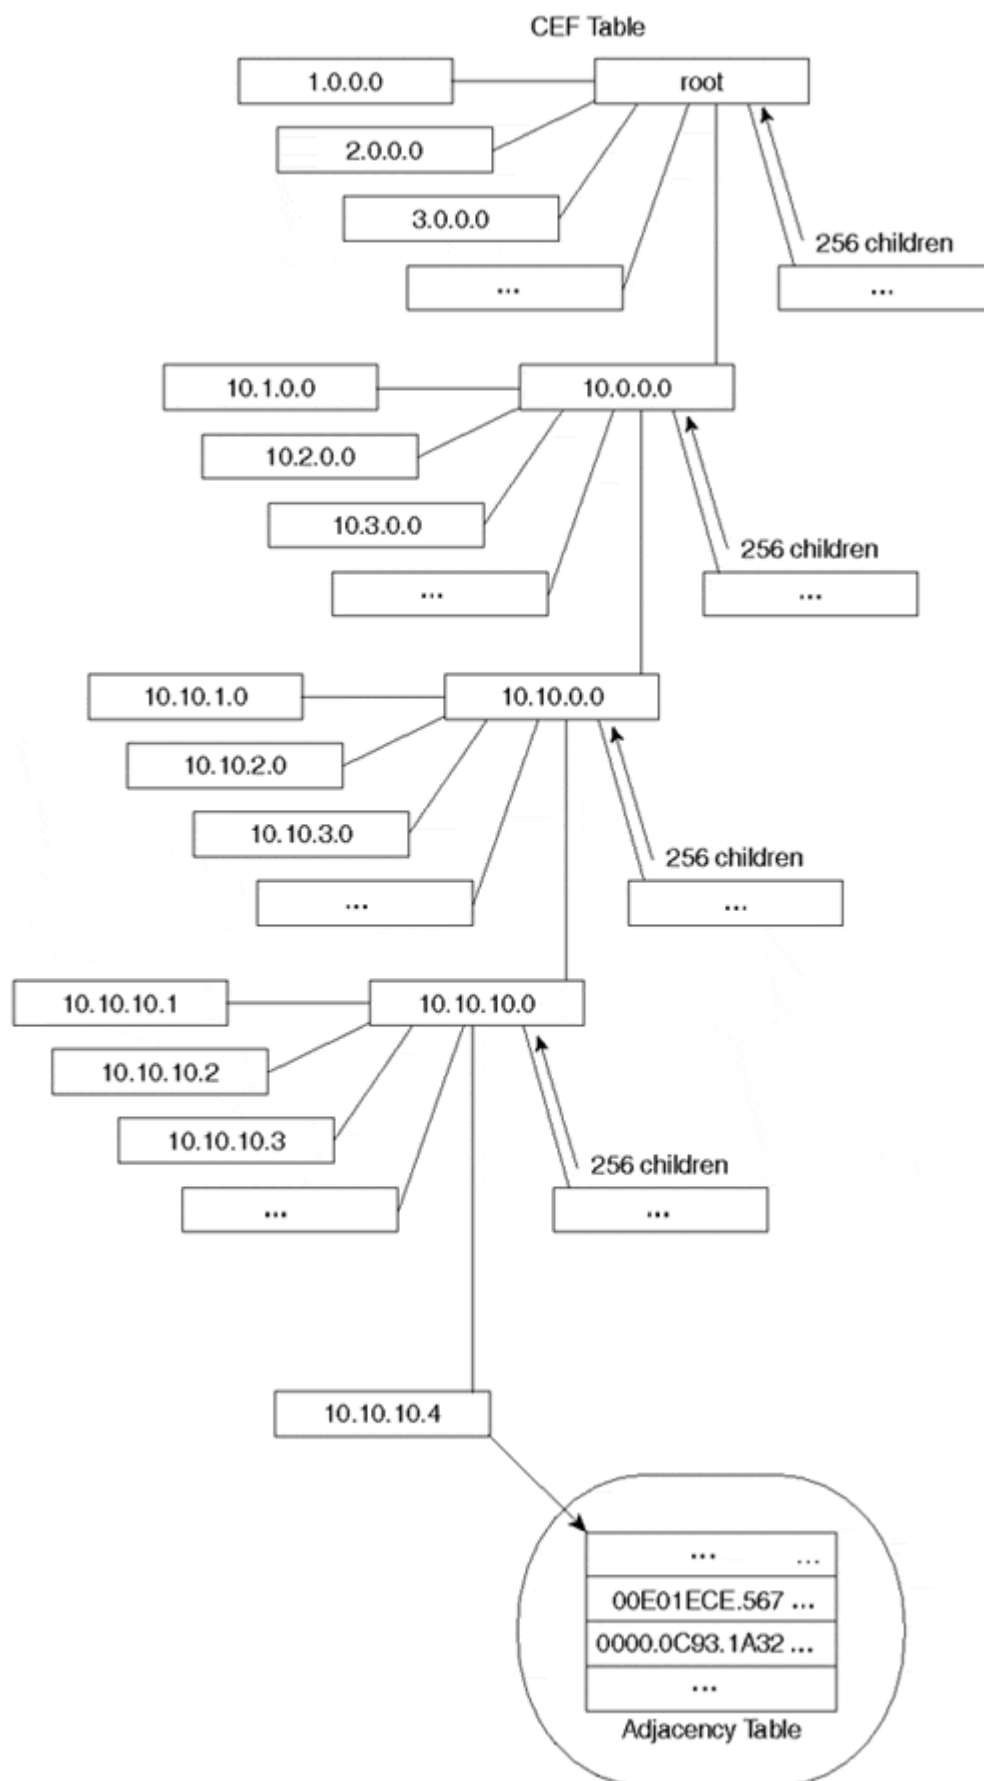 CEF Table
1.0.0.0
root
2.0.0.0
3.0.0.0
256 children
...
...
10.1.0.0
10.0.0.0
10.2.0.0
10.3.0.0
256 children
...
...
10.10.1.0
10.10.0.0
10.10.2.0
10.10.3.0
256 children
...
...
10.10.10.1
10.10.10.0
10.10.10.2
10.10.10.3
256 children
...
...
10.10.10.4
... ...
00E01ECE.567 ...
0000.0C93.1A32 ...
...
Adjacency Table